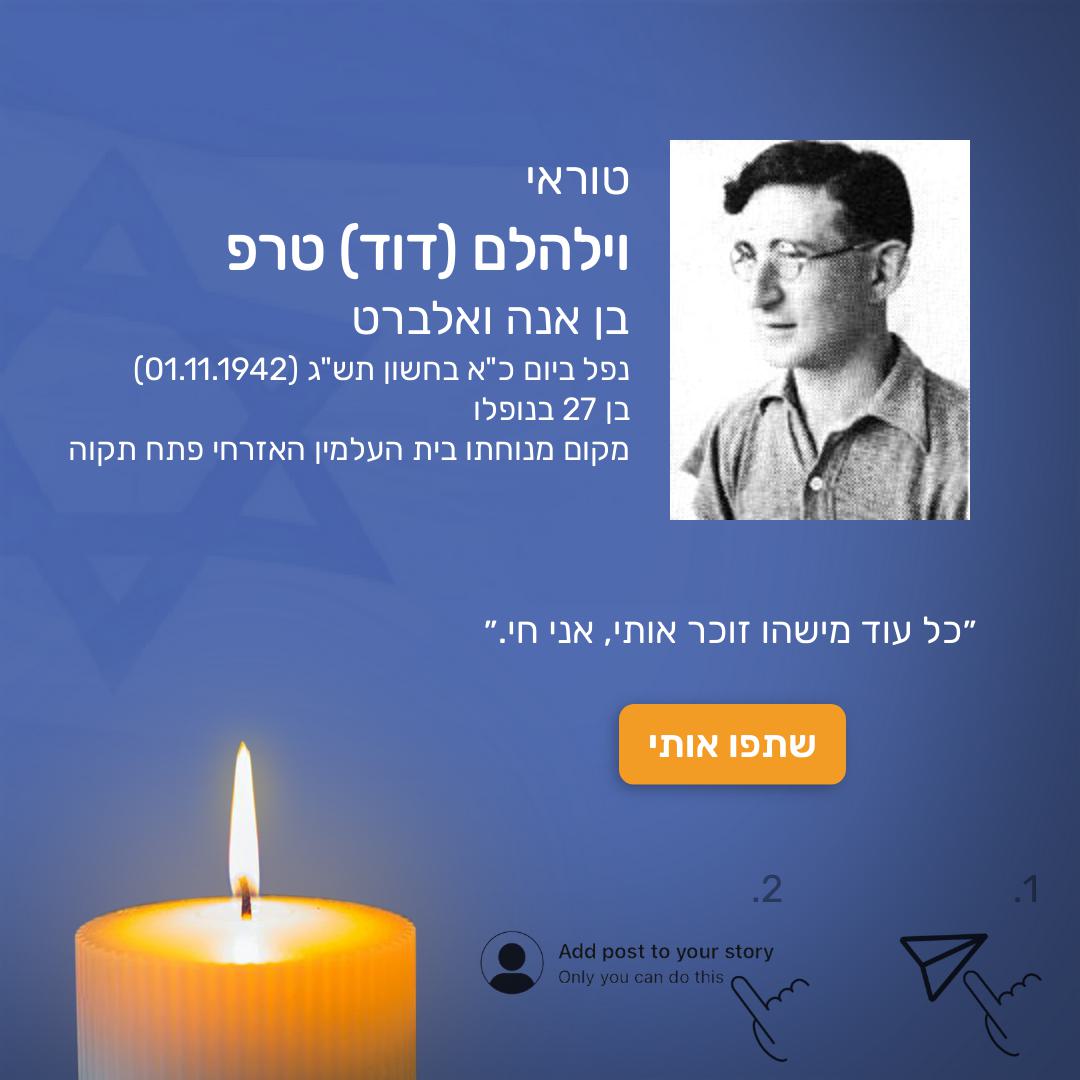 טוראי
וילהלם (דוד) טרפ
בן אנה ואלברט
נפל ביום כ"א בחשון תש"ג (01.11.1942)
בן 27 בנופלו
מקום מנוחתו בית העלמין האזרחי פתח תקוה
״כל עוד מישהו זוכר אותי, אני חי.״
שתפו אותי
.1
.2
Add post to your story
Only you can do this